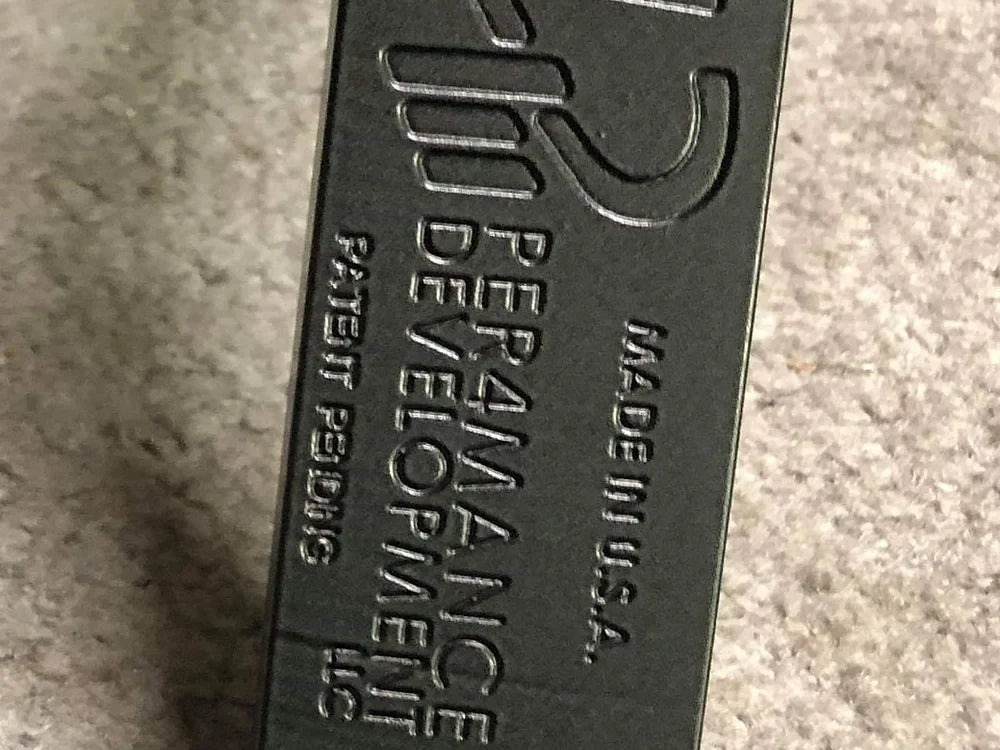 MADE IN U.S.A.
PER4MANCE
DEVELOPMENT
LLC
PATENT PENDING